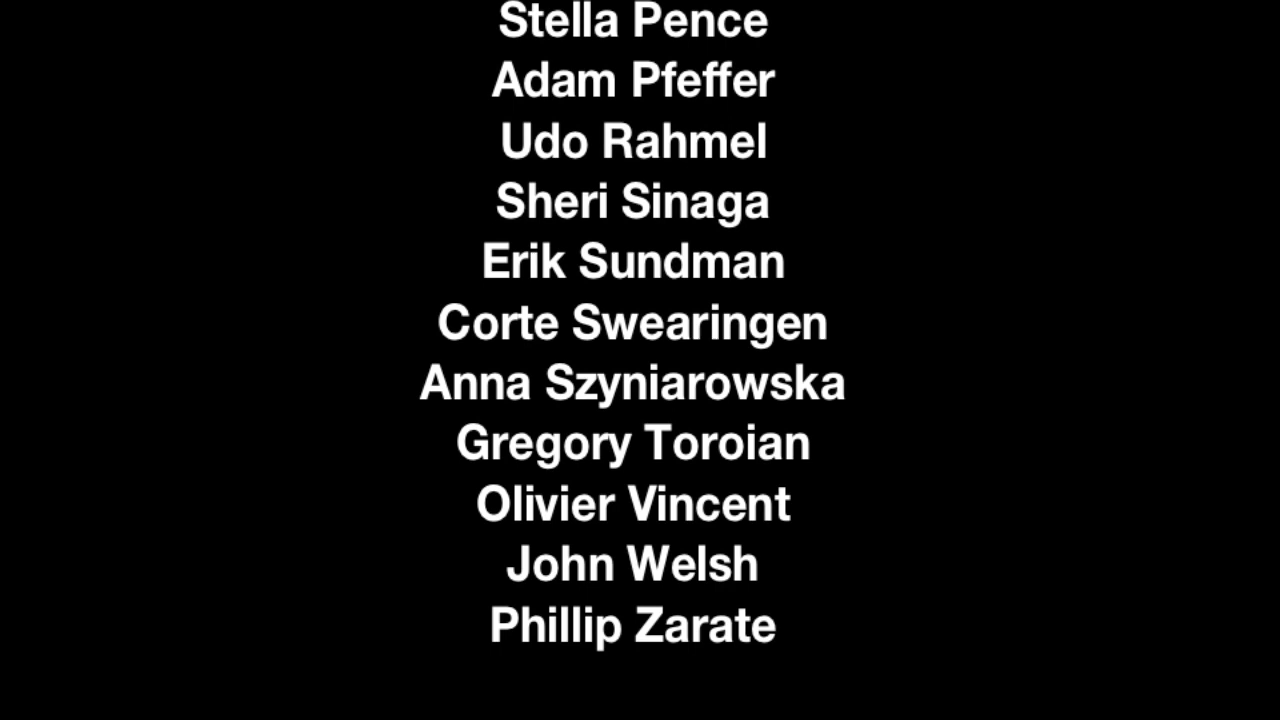 Stella Pence
Adam Pfeffer
Udo Rahmel
Sheri Sinaga
Erik Sundman
Corte Swearingen
Anna Szyniarowska
Gregory Toroian
Olivier Vincent
John Welsh
Phillip Zarate